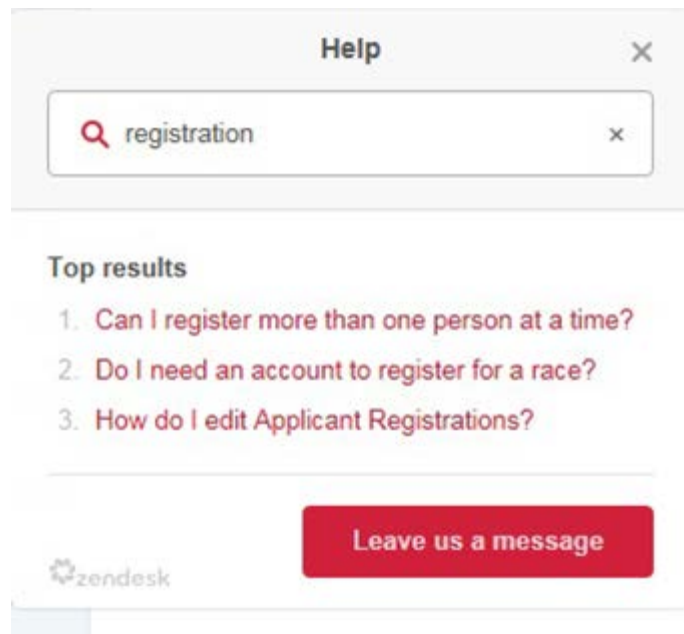 Help
registration
Top results
1. Can I register more than one person at a time?
2. Do I need an account to register for a race?
3. How do I edit Applicant Registrations?
Leave us a message
zendesk